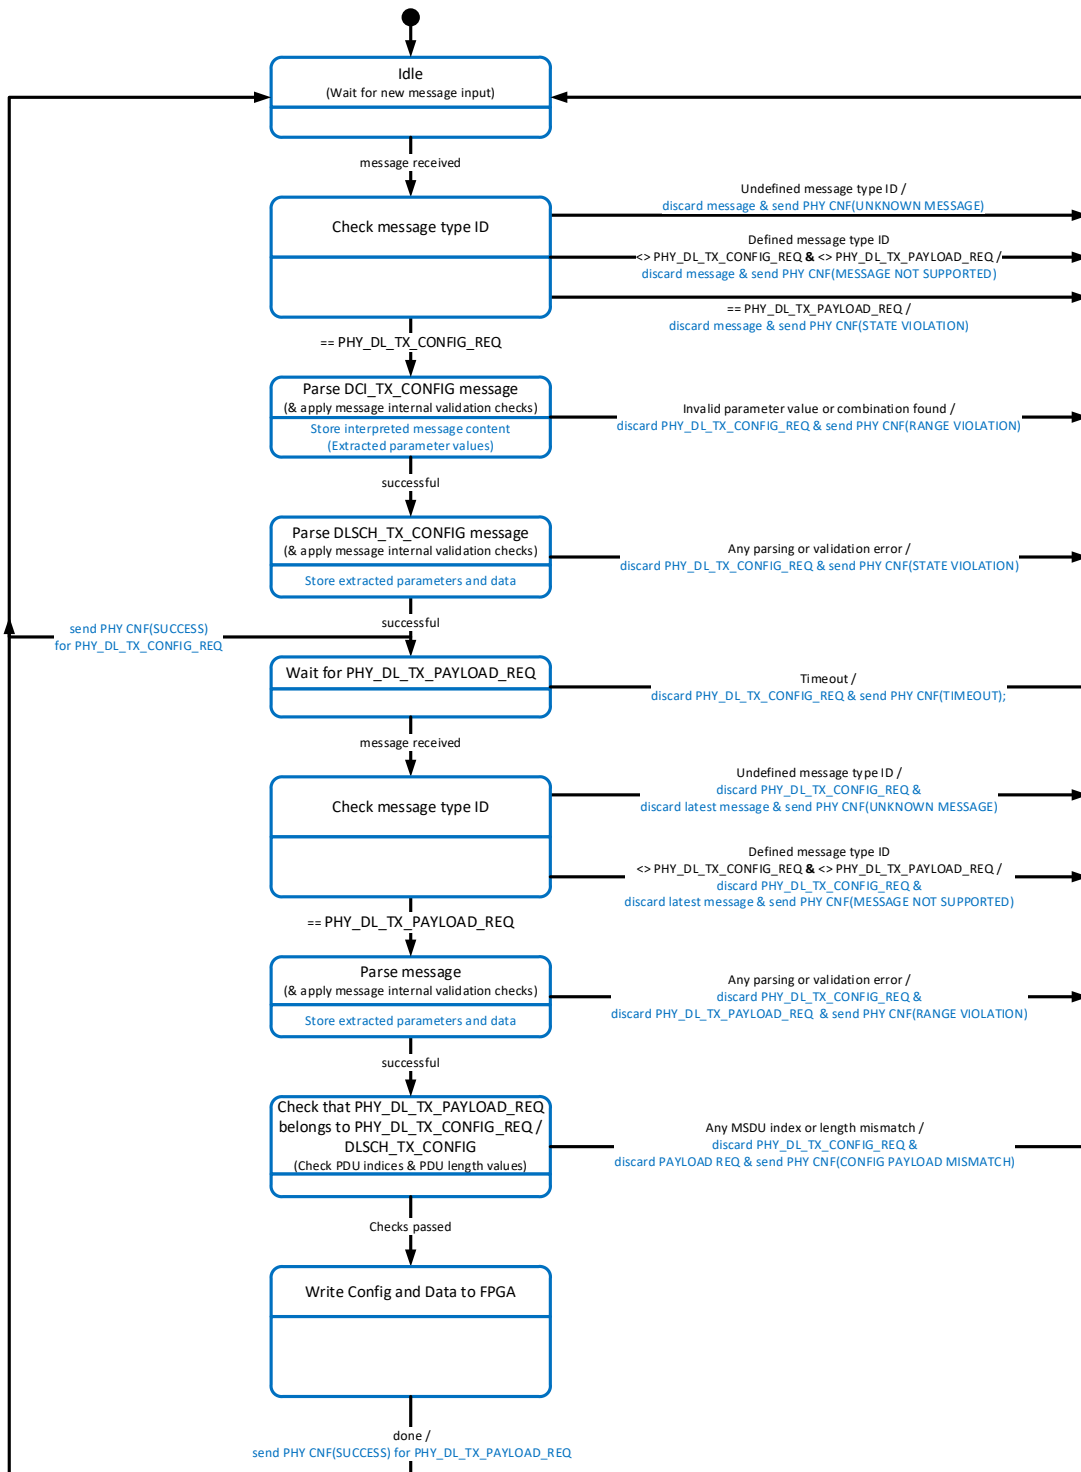 Idle
(Wait for new message input)
message received
Check message type ID
Undefined message type ID /
discard message & send PHY CNF(UNKNOWN MESSAGE)
Defined message type ID
<> PHY_DL_TX_CONFIG_REQ & <> PHY_DL_TX_PAYLOAD_REQ /
discard message & send PHY CNF(MESSAGE NOT SUPPORTED)
== PHY_DL_TX_PAYLOAD_REQ /
discard message & send PHY CNF(STATE VIOLATION)
== PHY_DL_TX_CONFIG_REQ
Parse DCI_TX_CONFIG message
(& apply message internal validation checks)
Store interpreted message content
(Extracted parameter values)
Invalid parameter value or combination found /
discard PHY_DL_TX_CONFIG_REQ & send PHY CNF(RANGE VIOLATION)
successful
Parse DLSCH_TX_CONFIG message
(& apply message internal validation checks)
Store extracted parameters and data
Any parsing or validation error /
discard PHY_DL_TX_CONFIG_REQ & send PHY CNF(STATE VIOLATION)
successful
send PHY CNF(SUCCESS)
for PHY_DL_TX_CONFIG_REQ
Wait for PHY_DL_TX_PAYLOAD_REQ
Timeout /
discard PHY_DL_TX_CONFIG_REQ & send PHY CNF(TIMEOUT);
message received
Check message type ID
Undefined message type ID /
discard PHY_DL_TX_CONFIG_REQ &
discard latest message & send PHY CNF(UNKNOWN MESSAGE)
Defined message type ID
<> PHY_DL_TX_CONFIG_REQ & <> PHY_DL_TX_PAYLOAD_REQ /
discard PHY_DL_TX_CONFIG_REQ &
discard latest message & send PHY CNF(MESSAGE NOT SUPPORTED)
== PHY_DL_TX_PAYLOAD_REQ
Parse message
(& apply message internal validation checks)
Store extracted parameters and data
Any parsing or validation error /
discard PHY_DL_TX_CONFIG_REQ &
discard PHY_DL_TX_PAYLOAD_REQ & send PHY CNF(RANGE VIOLATION)
successful
Check that PHY_DL_TX_PAYLOAD_REQ
belongs to PHY_DL_TX_CONFIG_REQ /
DLSCH_TX_CONFIG
(Check PDU indices & PDU length values)
Any MSDU index or length mismatch /
discard PHY_DL_TX_CONFIG_REQ &
discard PAYLOAD REQ & send PHY CNF(CONFIG PAYLOAD MISMATCH)
Checks passed
Write Config and Data to FPGA
done /
send PHY CNF(SUCCESS) for PHY_DL_TX_PAYLOAD_REQ